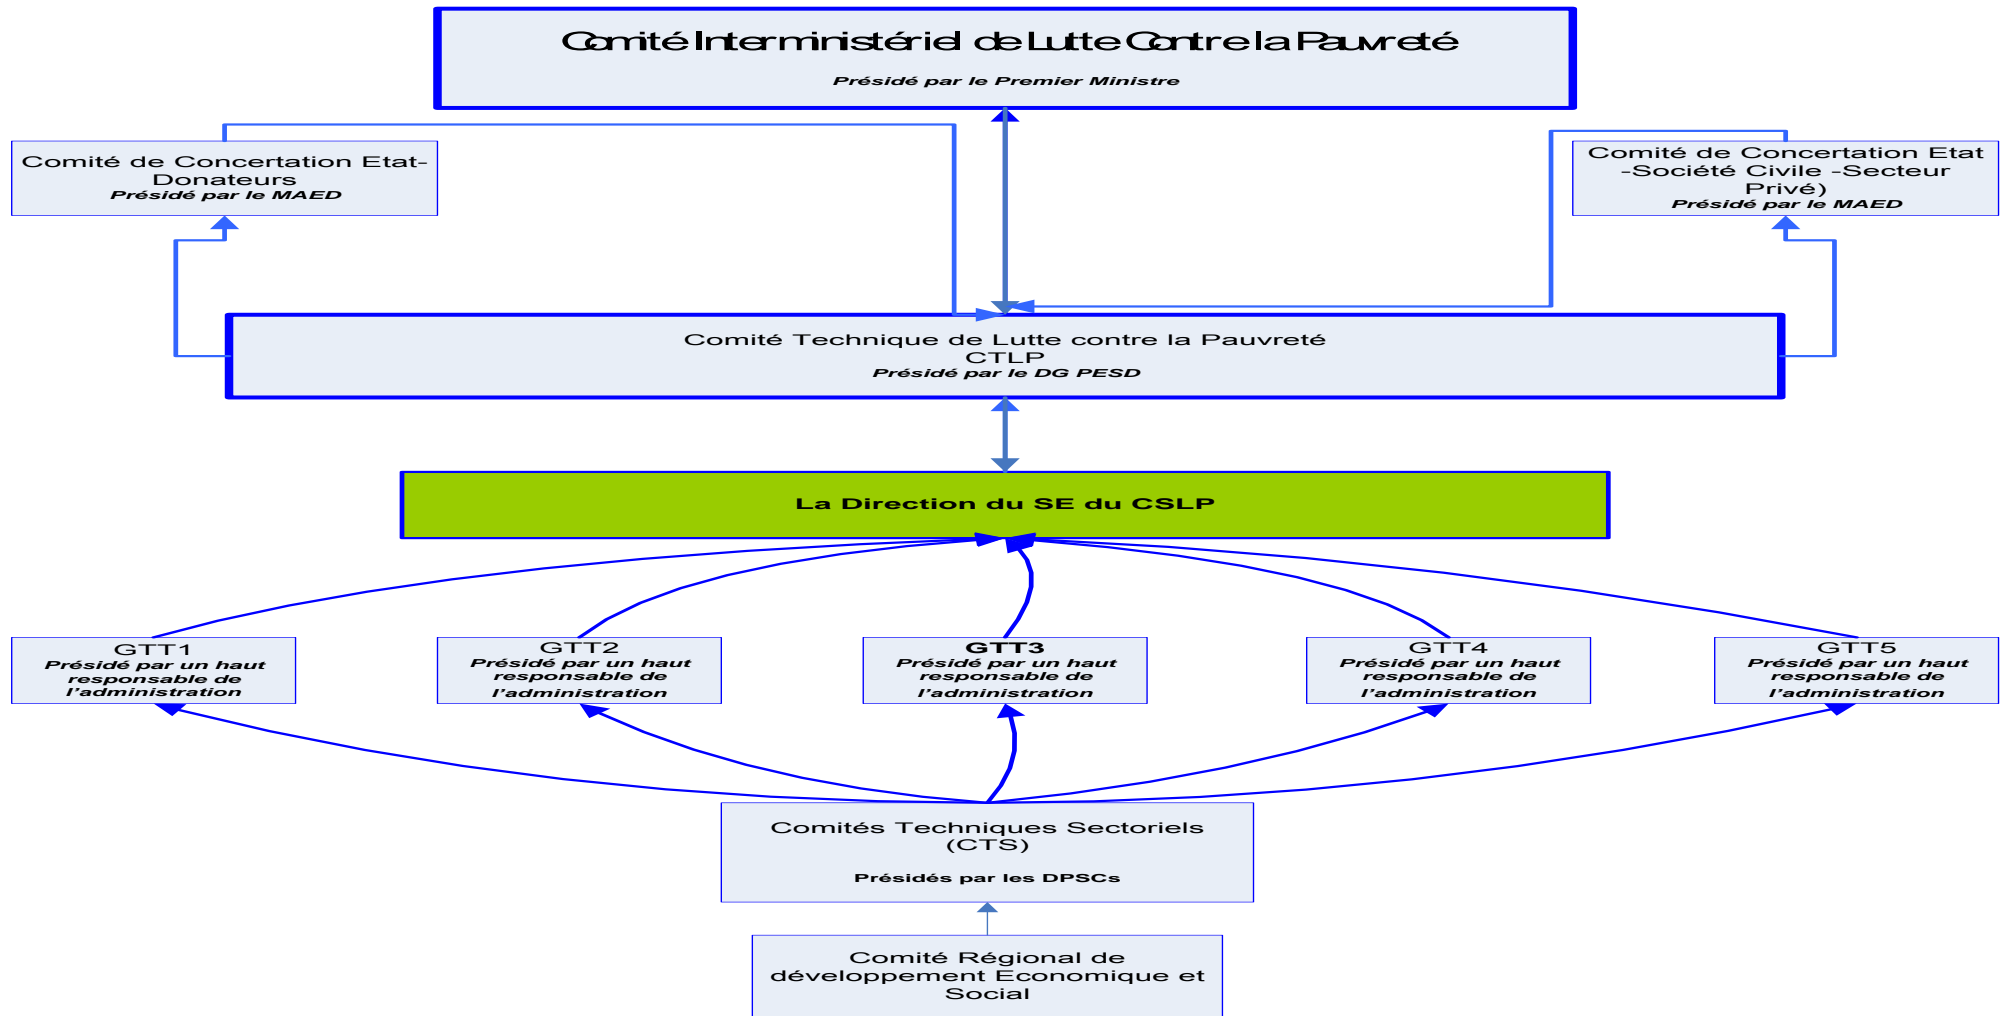 Comité Interministériel de Lutte Contre la Pauvreté
Présidé par le Premier Ministre
Comité de Concertation Etat-
Donateurs
Présidé par le MAED
Comité de Concertation Etat
-Société Civile -Secteur
Privé)
Présidé par le MAED
Comité Technique de Lutte contre la Pauvreté
CTLP
Présidé par le DG PESD
La Direction du SE du CSLP
GTT1
Présidé par un haut
responsable de
l'administration
GTT2
Présidé par un haut
responsable de
l'administration
GTT3
Présidé par un haut
responsable de
l'administration
GTT4
Présidé par un haut
responsable de
l'administration
GTT5
Présidé par un haut
responsable de
l'administration
Comités Techniques Sectoriels
(CTS)
Présidés par les DPSCs
Comité Régional de
développement Economique et
Social